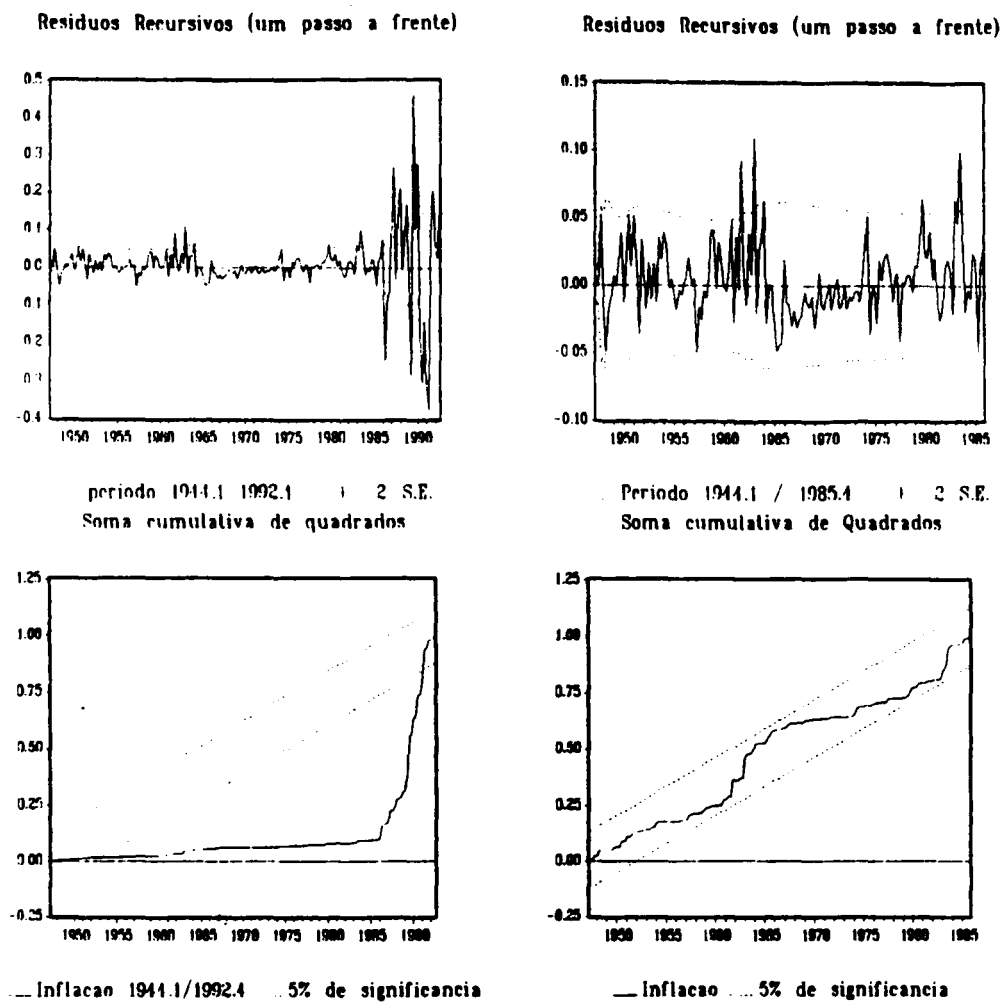 Residuos Recursivos (um passo a frente)
0.5
0.4
0.3
0.2
0.1
0.0
0.1
0.2
0.3
-0.4
1950 1955 1960 1965 1970 1975 1980 1985 1990
periodo 1944.1 1992.4 2 S.E.
Residuos Recursivos (um passo a frente)
0.15
0.10
0.05
0.00
-0.05
-0.10
1950 1955 1960 1965 1970 1975 1980 1985
Periodo 1944.1 / 1985.4 2 S.E.
Soma cumulativa de quadrados
1.25
1.00
0.75
0.50
0.25
0.00
-0.25
1950 1955 1960 1965 1970 1975 1980 1985 1990
Inflacao 1944.1/1992.4 5% de significancia
Soma cumulativa de Quadrados
1.25
1.00
0.75
0.50
0.25
0.00
-0.25
1950 1955 1960 1965 1970 1975 1980 1985
Inflacao 5% de significancia